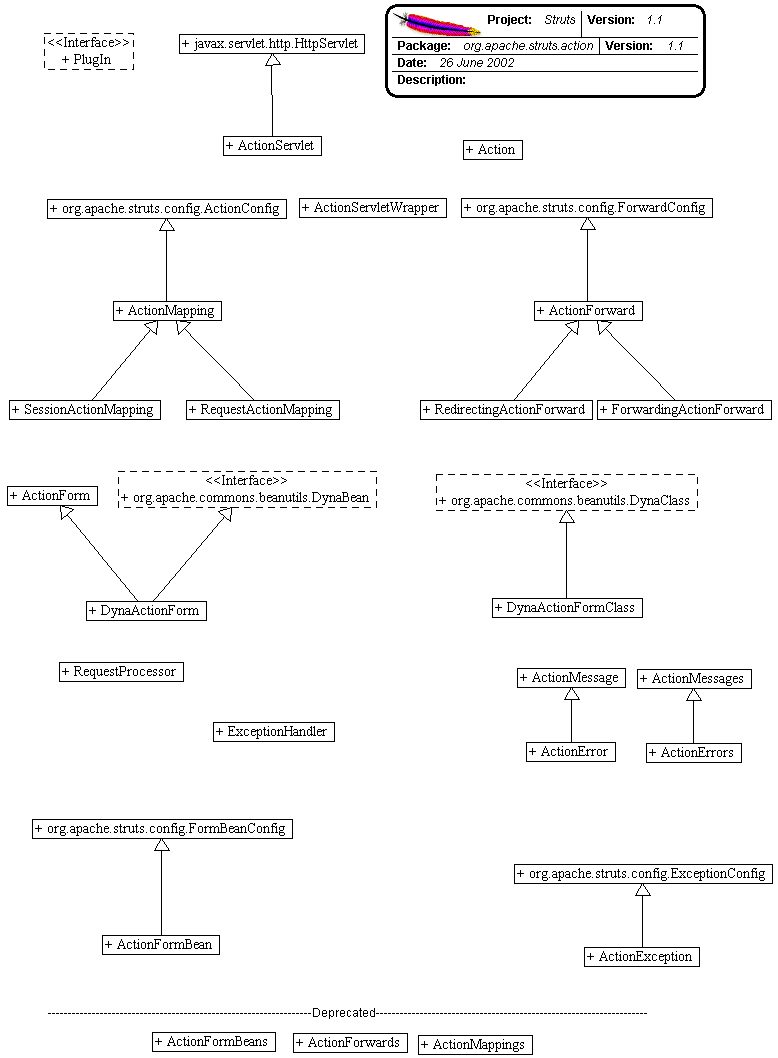 <<Interface>>
+ PlugIn
+ javax.servlet.http.HttpServlet
Project: Struts Version: 1.1
Package: org.apache.struts.action Version: 1.1
Date: 26 June 2002
Description:
+ ActionServlet
+ Action
+ org.apache.struts.config.ActionConfig
+ ActionServletWrapper
+ org.apache.struts.config.ForwardConfig
+ ActionMapping
+ ActionForward
+ SessionActionMapping
+ RequestActionMapping
+ RedirectingActionForward
+ ForwardingActionForward
+ ActionForm
<<Interface>>
+ org.apache.commons.beanutils.DynaBean
<<Interface>>
+ org.apache.commons.beanutils.DynaClass
+ DynaActionForm
+ DynaActionFormClass
+ RequestProcessor
+ ActionMessage
+ ActionMessages
+ ExceptionHandler
+ ActionError
+ ActionErrors
+ org.apache.struts.config.FormBeanConfig
+ org.apache.struts.config.ExceptionConfig
+ ActionFormBean
+ ActionException
Deprecated
+ ActionFormBeans
+ ActionForwards
+ ActionMappings